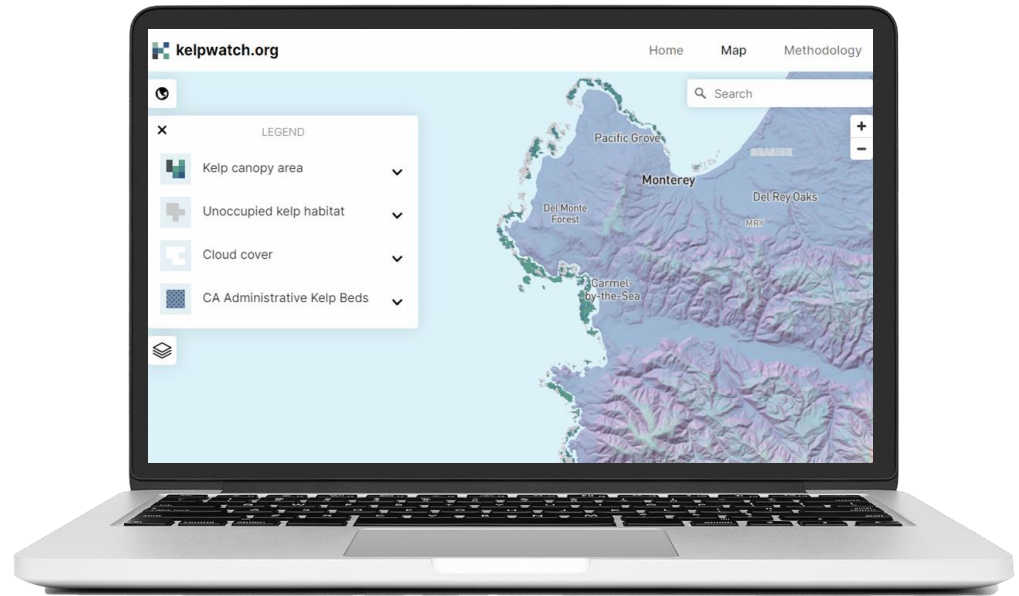 kelpwatch.org
Home Map Methodology
Search
LEGEND
Kelp canopy area
Unoccupied kelp habitat
Cloud cover
CA Administrative Kelp Beds
Pacific Grove
SEASIDE
Monterey
Del Rey Oaks
Del Monte
Forest
MRY
Carmel-
by-the-Sea